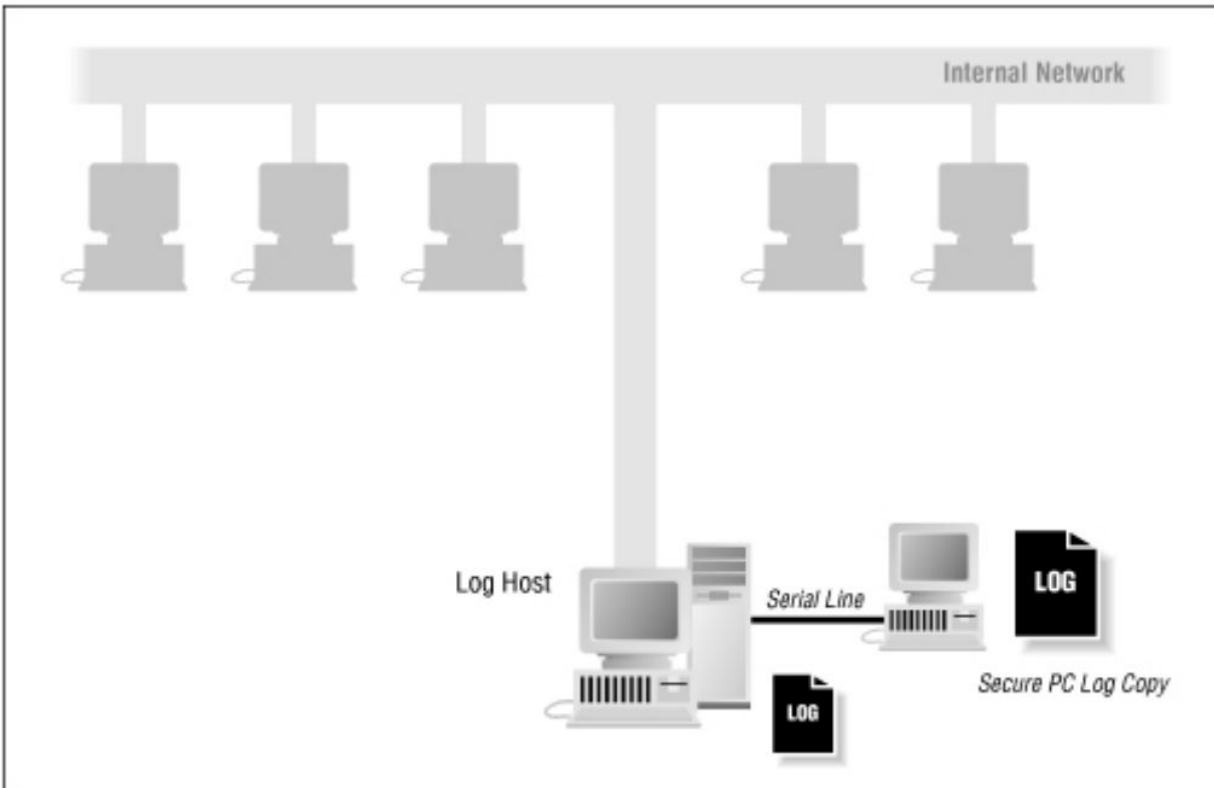 Internal Network
Log Host
Serial Line
LOG
Secure PC Log Copy
LOG